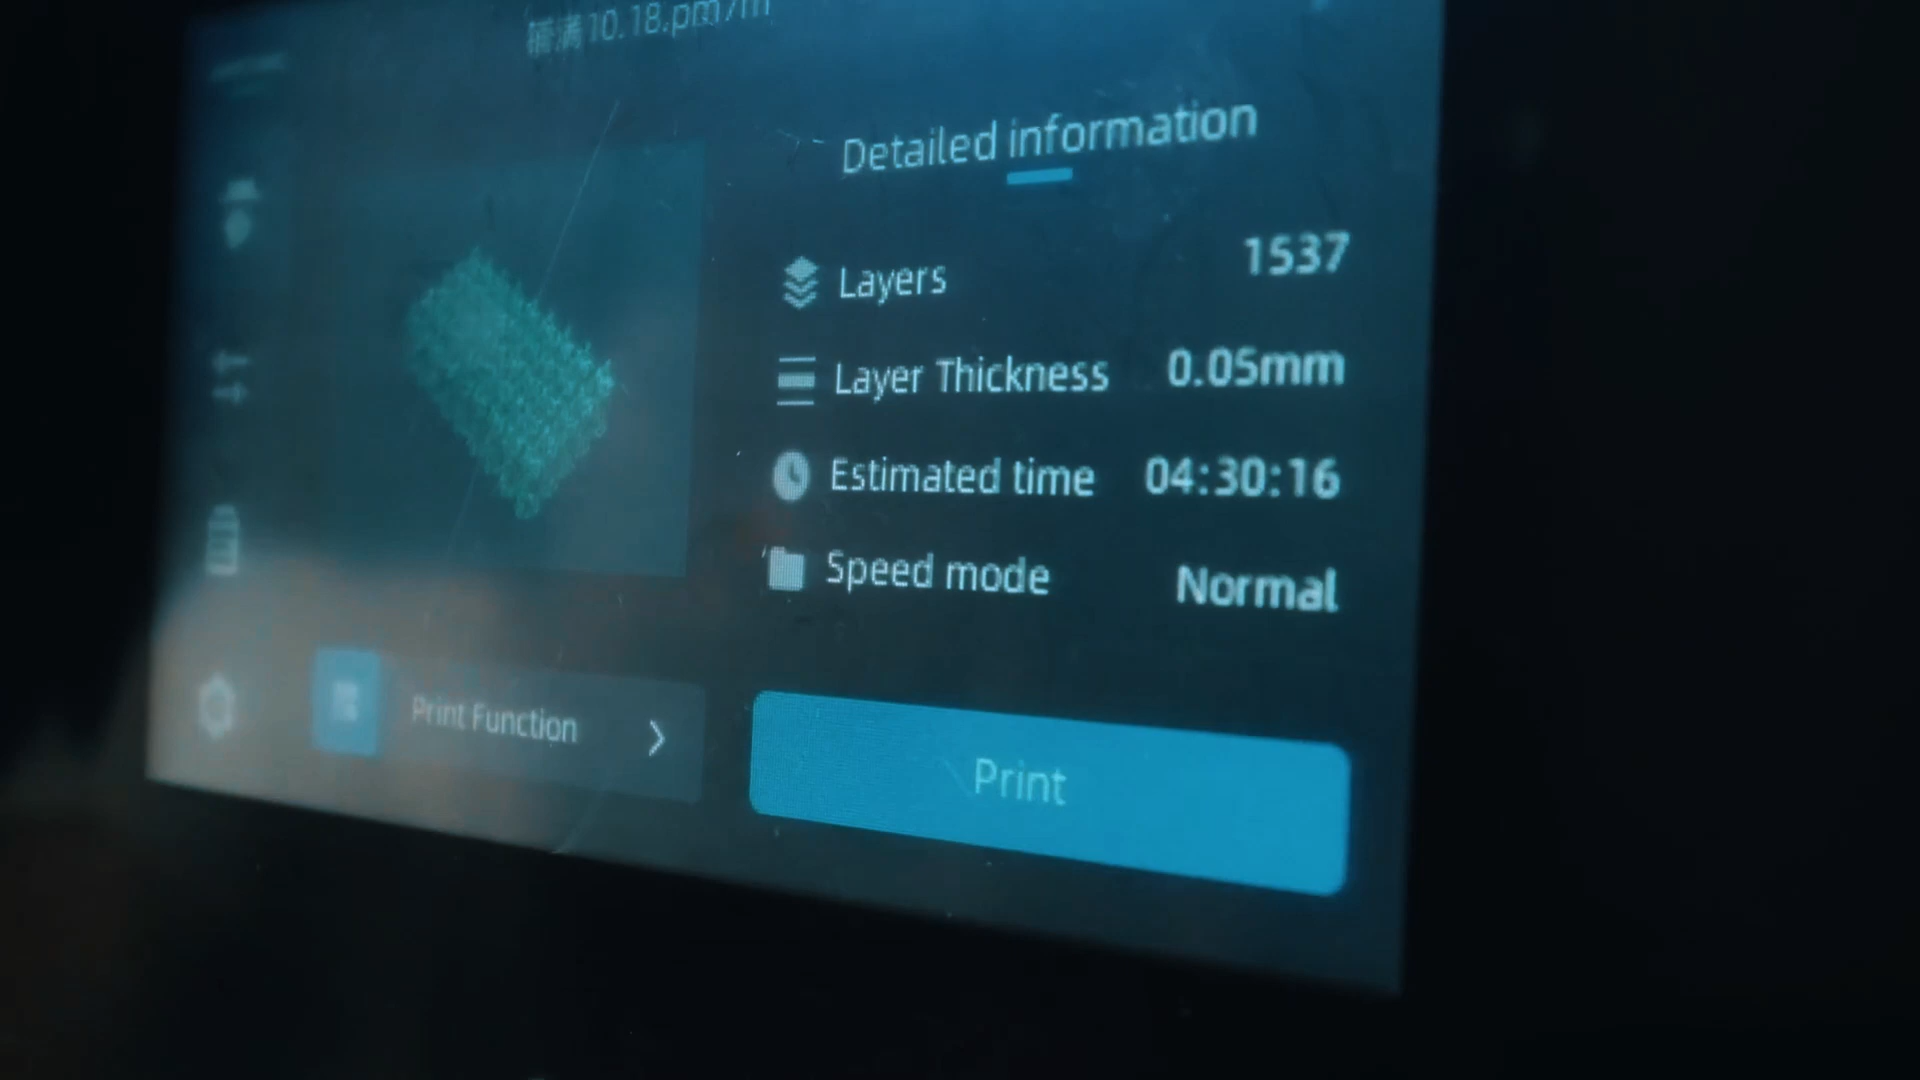 10.18.pm7m
Detailed information
Layers 1537
Layer Thickness 0.05mm
Estimated time 04:30:16
Speed mode Normal
Print Function
Print